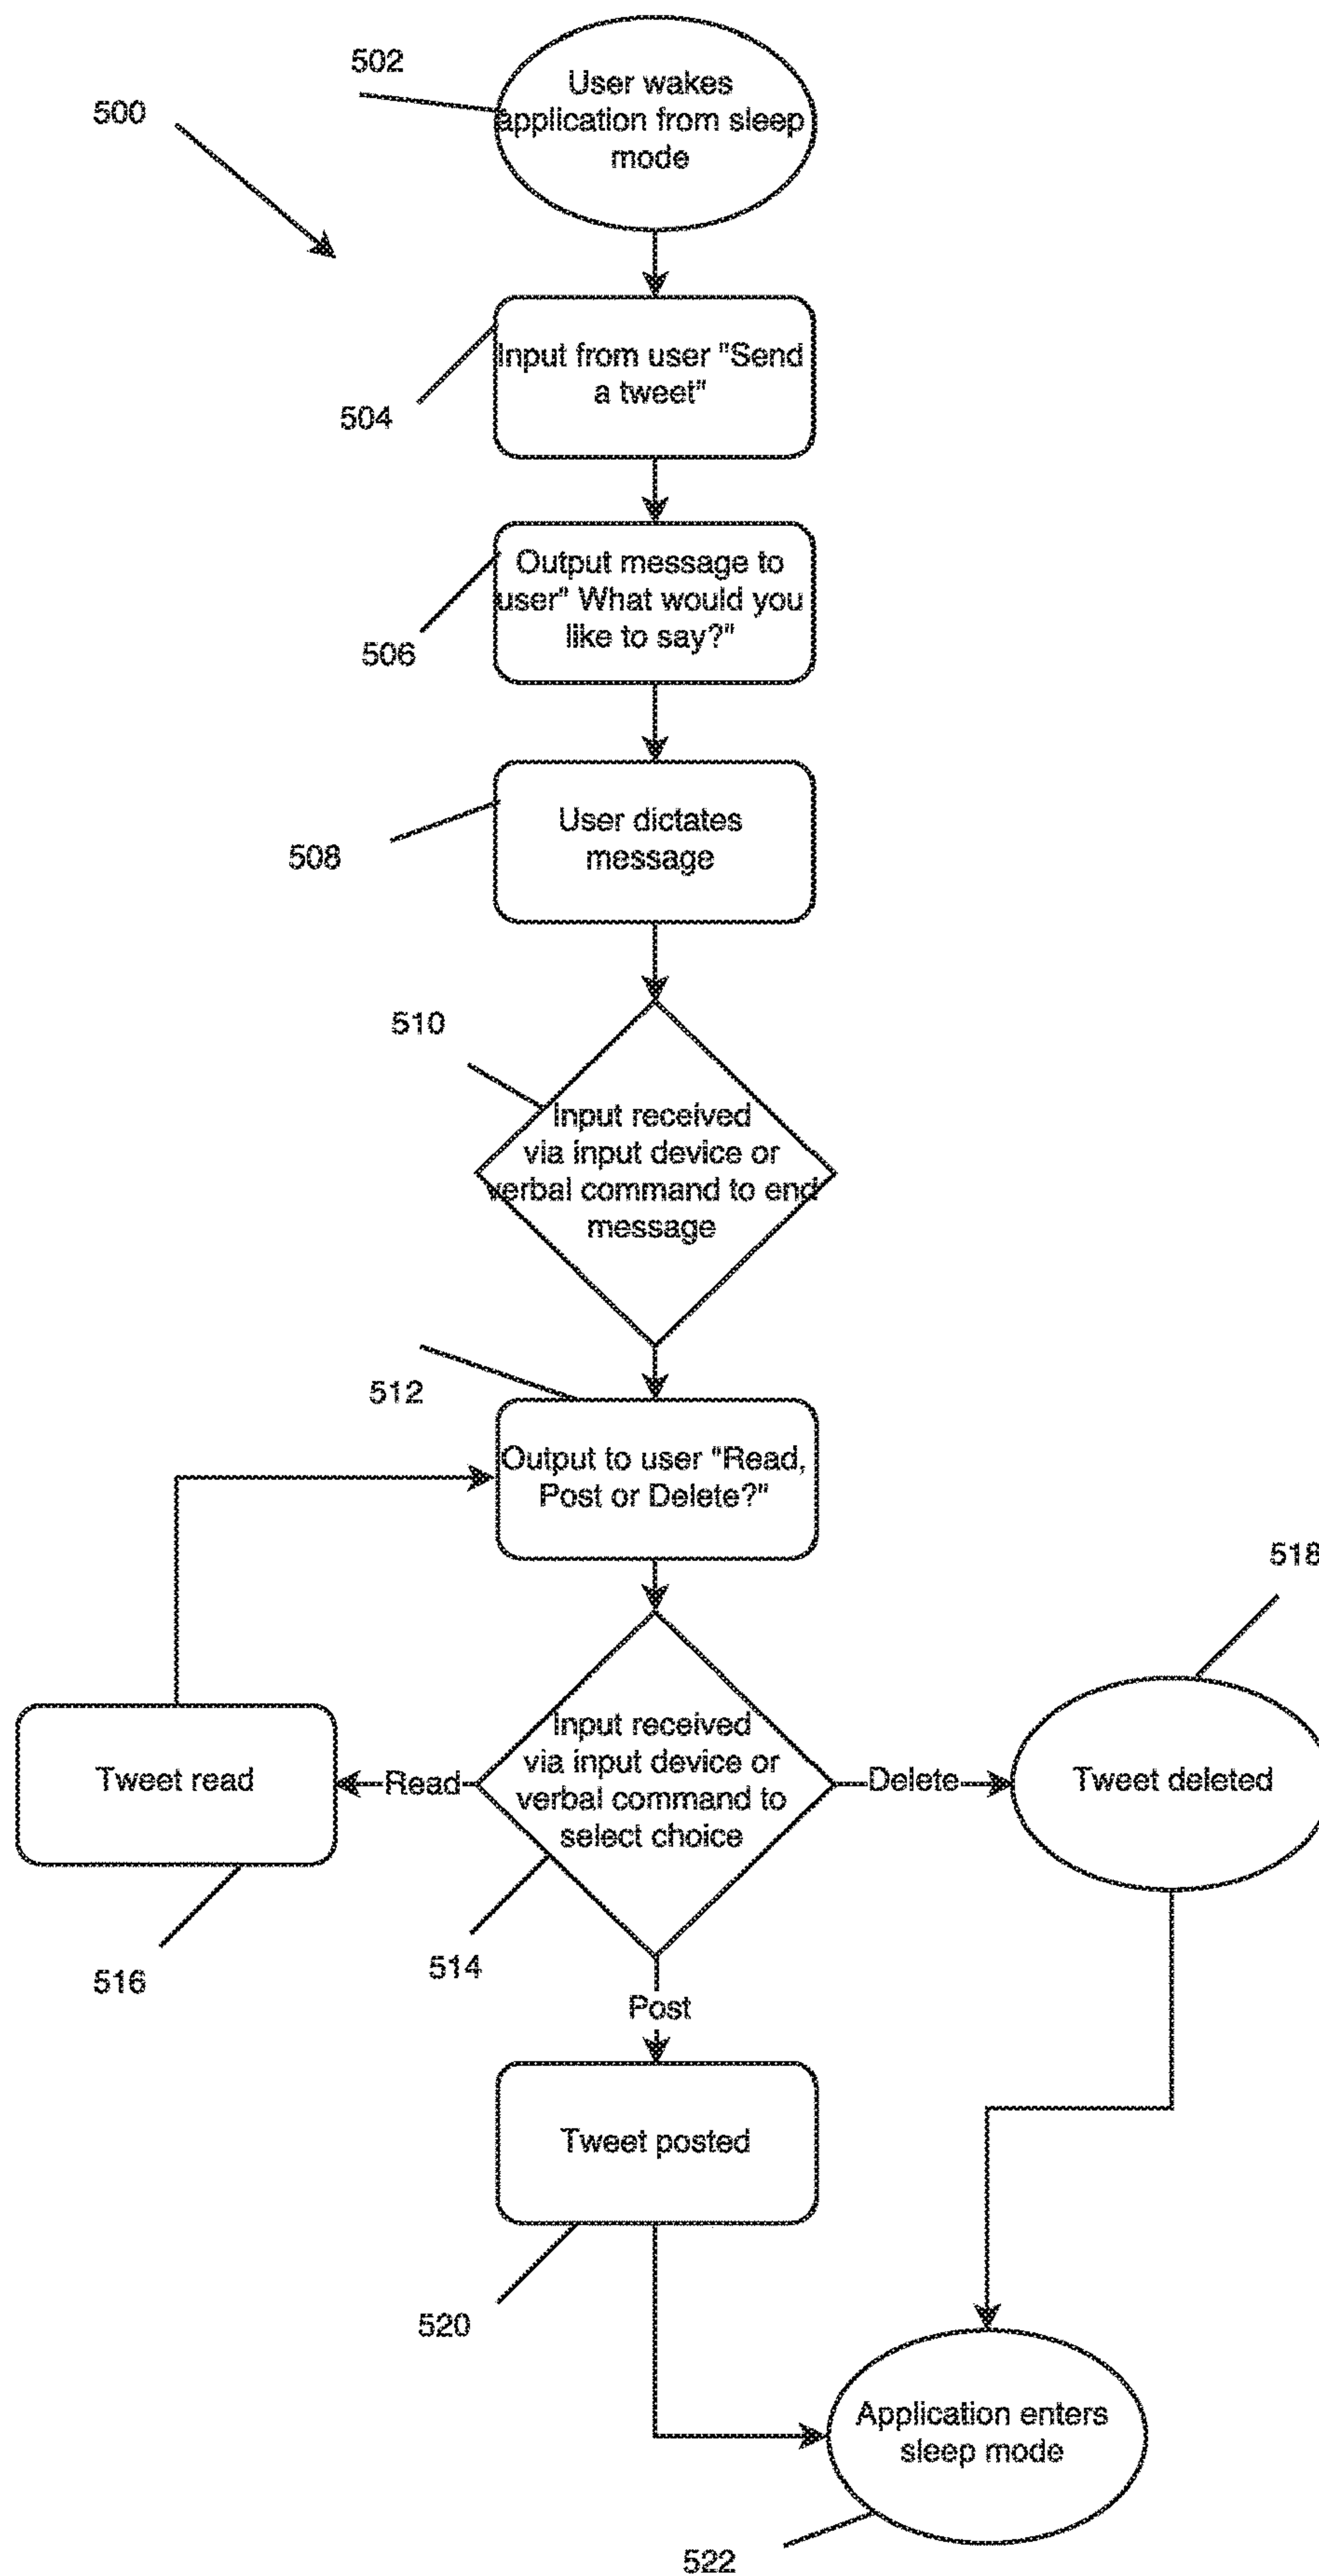 502
User wakes
application from sleep
mode
500
Input from user "Send
a tweet"
504
Output message to
user" What would you
like to say?"
506
User dictates
message
508
510
Input received
via input device or
verbal command to end
message
512
Output to user "Read,
Post or Delete?"
518
Tweet read
Read
Input received
via input device or
verbal command to
select choice
Delete
Tweet deleted
516
514
Post
Tweet posted
520
Application enters
sleep mode
522